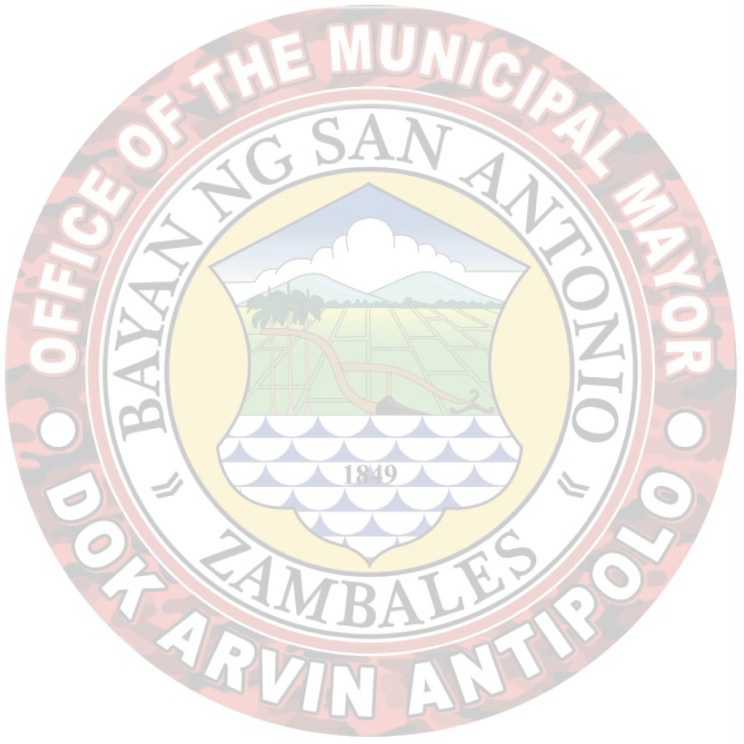 OFFICE OF THE MUNICIPAL MAYOR
BAYAN NG SAN ANTONIO
1849
ZAMBALES
DOK ARVIN ANTIPOLO